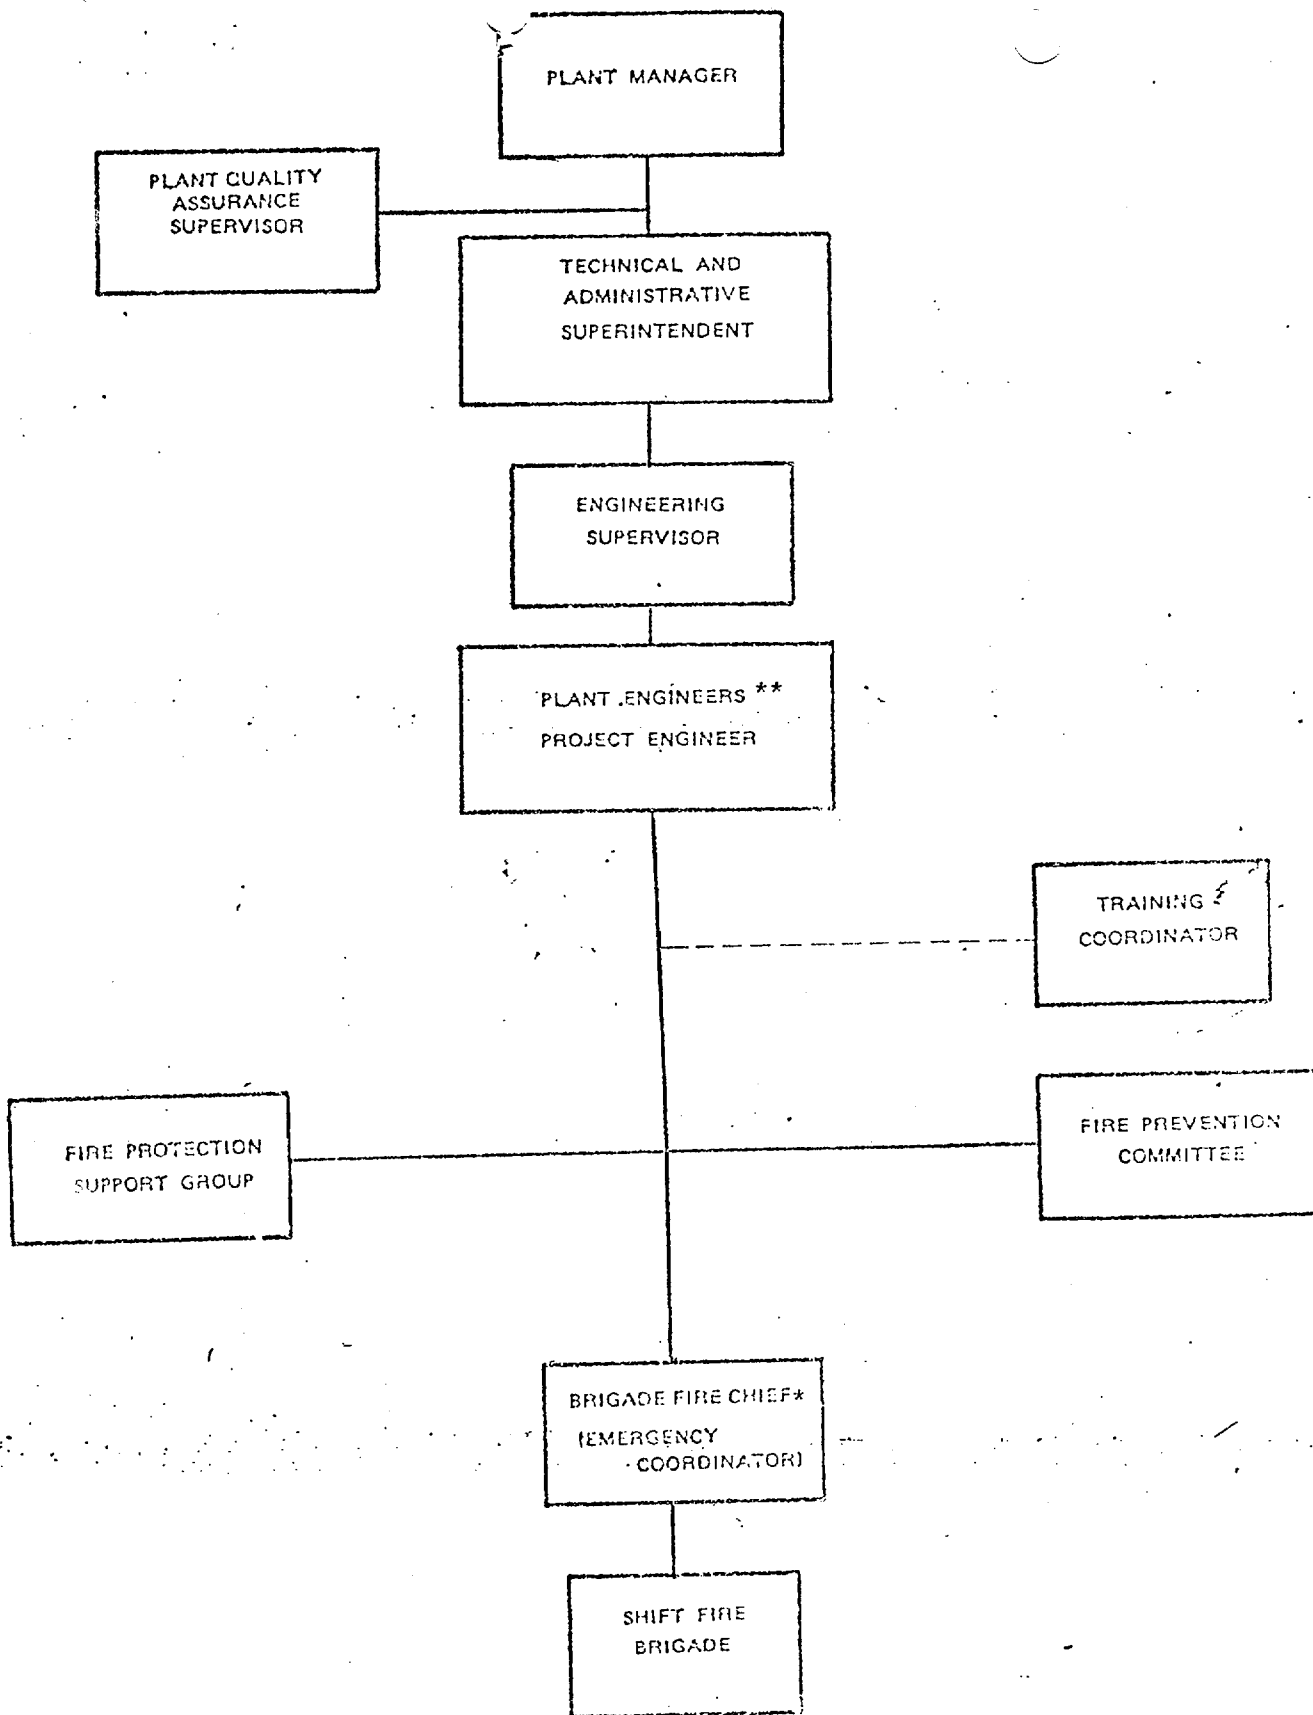 PLANT MANAGER
PLANT QUALITY
ASSURANCE
SUPERVISOR
TECHNICAL AND
ADMINISTRATIVE
SUPERINTENDENT
ENGINEERING
SUPERVISOR
PLANT ENGINEERS **
PROJECT ENGINEER
TRAINING
COORDINATOR
FIRE PROTECTION
SUPPORT GROUP
FIRE PREVENTION
COMMITTEE
BRIGADE FIRE CHIEF*
(EMERGENCY
COORDINATOR)
SHIFT FIRE
BRIGADE